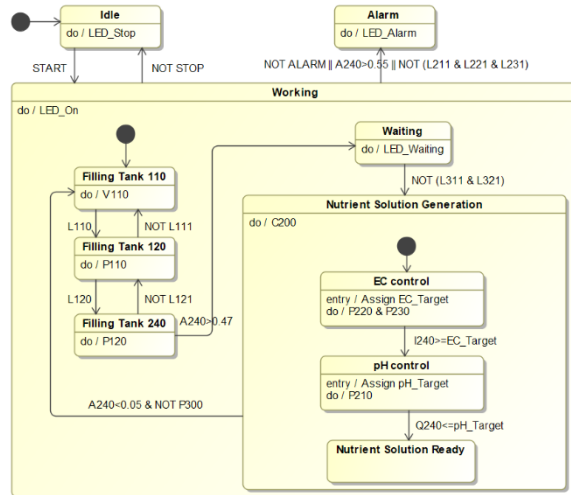 Idle
do / LED_Stop
Alarm
do / LED_Alarm
START
NOT STOP
NOT ALARM || A240>0.55 || NOT (L211 & L221 & L231)
Working
do / LED_On
Waiting
do / LED_Waiting
Filling Tank 110
do / V110
NOT (L311 & L321)
Nutrient Solution Generation
do / C200
L110
NOT L111
Filling Tank 120
do / P110
L120
NOT L121
Filling Tank 240
do / P120
A240>0.47
EC control
entry / Assign EC_Target
do / P220 & P230
I240>=EC_Target
pH control
entry / Assign pH_Target
do / P210
A240<0.05 & NOT P300
Q240<=pH_Target
Nutrient Solution Ready